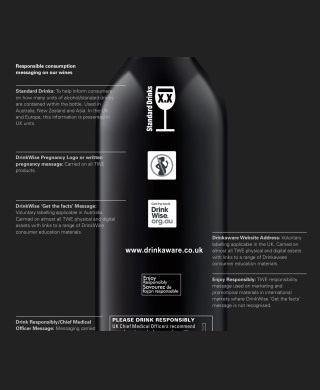 Responsible consumption
messaging on our wines
Standard Drinks: To help inform consumers
on how many units of alcohol/standard drinks
are contained within the bottle. Used in
Australia, New Zealand and Asia. In the UK
and Europe, this information is presented in
UK units.
Standard Drinks
X.X
DrinkWise Pregnancy Logo or written
pregnancy message: Carried on all TWE
products.
DrinkWise 'Get the facts' Message:
Voluntary labelling applicable in Australia.
Carried on almost all TWE physical and digital
assets with links to a range of DrinkWise
consumer education materials.
Get the facts
Drink
Wise.
org.au
www.drinkaware.co.uk
Drinkaware Website Address: Voluntary
labelling applicable in the UK. Carried on
almost all TWE physical and digital assets
with links to a range of Drinkaware
consumer education materials.
Enjoy
Responsibly
Savourez de
façon responsable
Enjoy Responsibly: TWE responsibility
message used on marketing and
promotional materials in international
markets where DrinkWise 'Get the facts'
message is not recognised.
Drink Responsibly/Chief Medical
Officer Message: Messaging carried
PLEASE DRINK RESPONSIBLY
UK Chief Medical Officers recommend